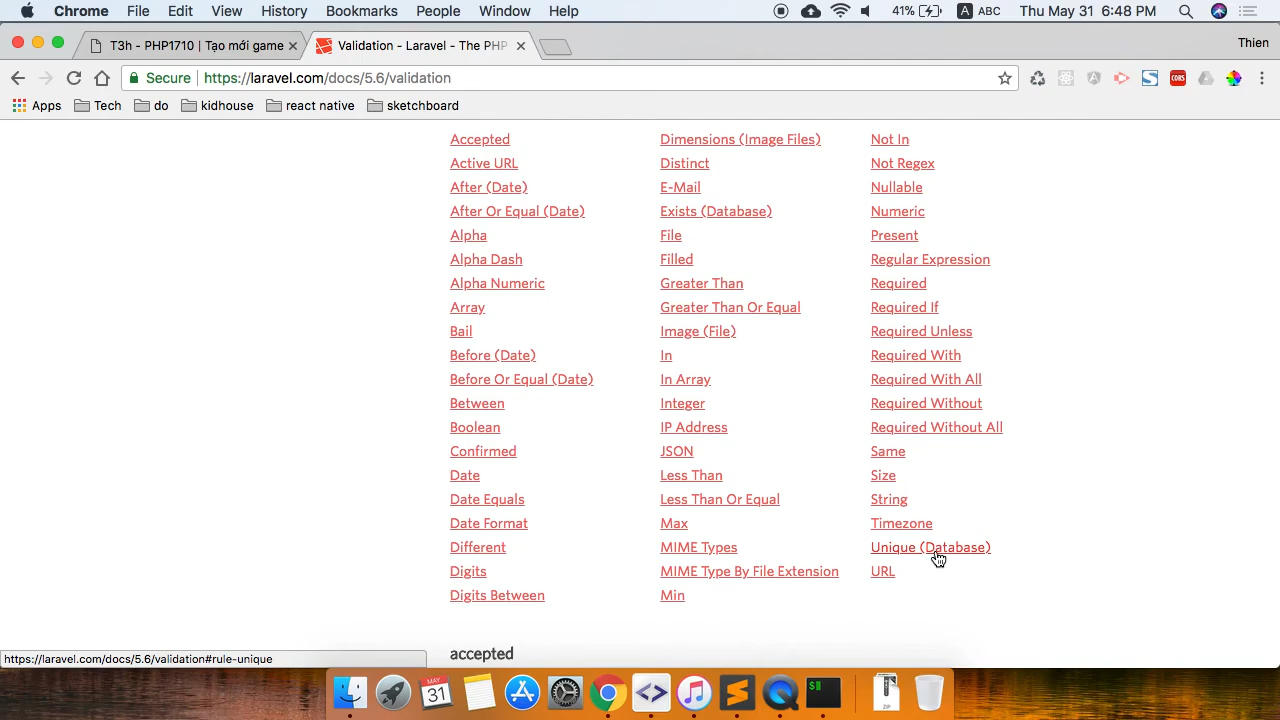 Chrome File Edit View History Bookmarks People Window Help 41% A ABC Thu May 31 6:48 PM
T3h - PHP1710 | Tạo mới game
Validation - Laravel - The PHP
Thien
Secure https://laravel.com/docs/5.6/validation
Apps Tech do kidhouse react native sketchboard
Accepted
Active URL
After (Date)
After Or Equal (Date)
Alpha
Alpha Dash
Alpha Numeric
Array
Bail
Before (Date)
Before Or Equal (Date)
Between
Boolean
Confirmed
Date
Date Equals
Date Format
Different
Digits
Digits Between
Dimensions (Image Files)
Distinct
E-Mail
Exists (Database)
File
Filled
Greater Than
Greater Than Or Equal
Image (File)
In
In Array
Integer
IP Address
JSON
Less Than
Less Than Or Equal
Max
MIME Types
MIME Type By File Extension
Min
Not In
Not Regex
Nullable
Numeric
Present
Regular Expression
Required
Required If
Required Unless
Required With
Required With All
Required Without
Required Without All
Same
Size
String
Timezone
Unique (Database)
URL
accepted
https://laravel.com/docs/5.6/validation#rule-unique